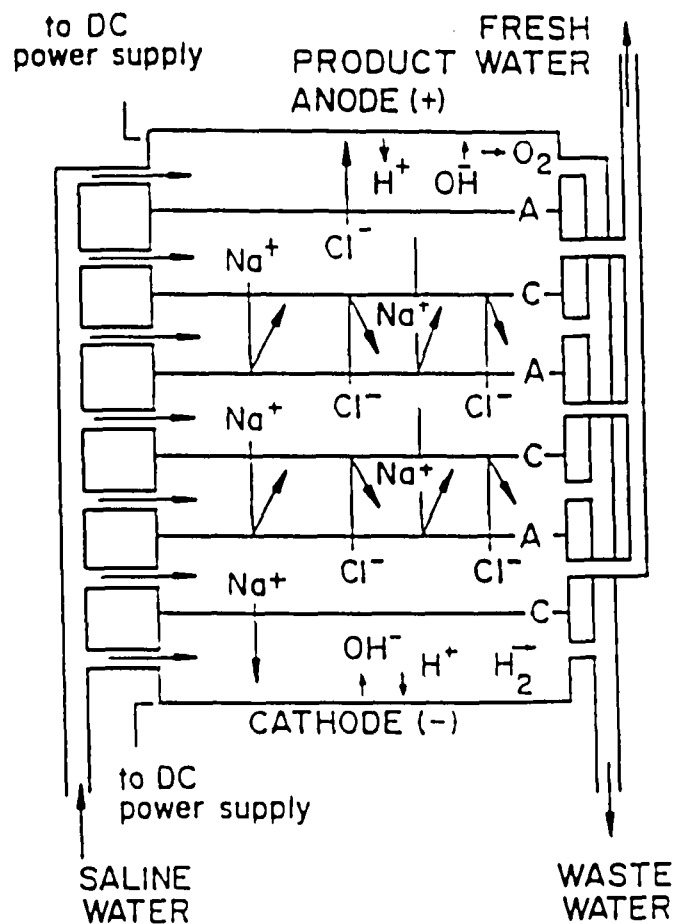 to DC
power supply
FRESH
WATER
PRODUCT WATER
ANODE (+)
H⁺ OH⁻ → O₂
A
Cl⁻
Na⁺
C
Na⁺
A
Cl⁻ Cl⁻
Na⁺
C
Na⁺
A
Cl⁻ Cl⁻
Na⁺
C
OH⁻ H⁺ H₂
CATHODE (-)
to DC
power supply
SALINE
WATER
WASTE
WATER